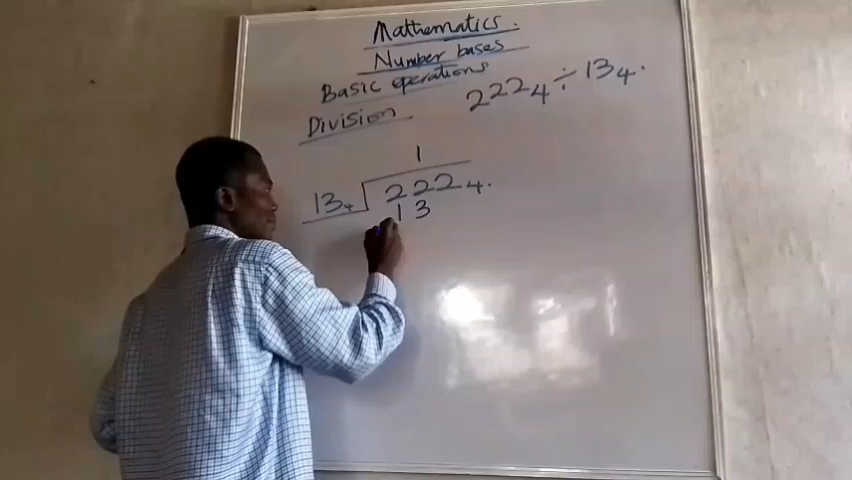 Mathematics.
Number bases
Basic operations
222₄ ÷ 13₄.
Division.
1
13₄ 222₄.
13